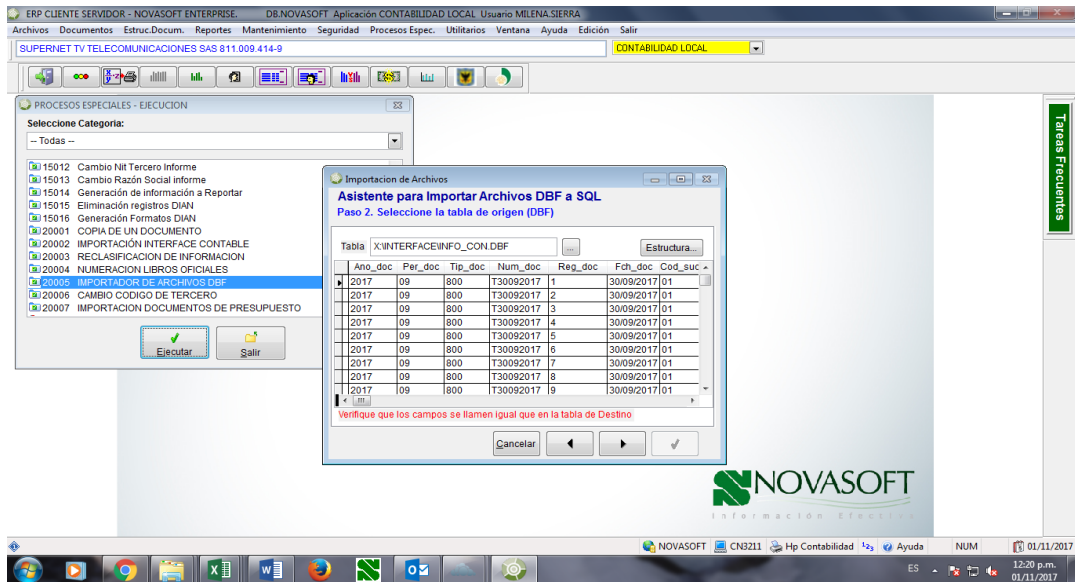 ERP CLIENTE SERVIDOR - NOVASOFT ENTERPRISE. DB.NOVASOFT Aplicación CONTABILIDAD LOCAL Usuario MILENA.SIERRA
Archivos Documentos Estruc.Docum. Reportes Mantenimiento Seguridad Procesos Espec. Utilitarios Ventana Ayuda Edición Salir
SUPERNET TV TELECOMUNICACIONES SAS 811.009.414-9 CONTABILIDAD LOCAL
PROCESOS ESPECIALES - EJECUCION
Seleccione Categoria:
-- Todas --
15012 Cambio Nit Tercero Informe
15013 Cambio Razón Social informe
15014 Generación de información a Reportar
15015 Eliminación registros DIAN
15016 Generación Formatos DIAN
20001 COPIA DE UN DOCUMENTO
20002 IMPORTACIÓN INTERFACE CONTABLE
20003 RECLASIFICACION DE INFORMACION
20004 NUMERACION LIBROS OFICIALES
20005 IMPORTADOR DE ARCHIVOS DBF
20006 CAMBIO CODIGO DE TERCERO
20007 IMPORTACION DOCUMENTOS DE PRESUPUESTO
Ejecutar Salir
Importacion de Archivos
Asistente para Importar Archivos DBF a SQL
Paso 2. Seleccione la tabla de origen (DBF)
Tabla X:\INTERFACE\INFO_CON.DBF ... Estructura...
Ano_doc Per_doc Tip_doc Num_doc Reg_doc Fch_doc Cod_suc
2017 09 800 T30092017 1 30/09/2017 01
2017 09 800 T30092017 2 30/09/2017 01
2017 09 800 T30092017 3 30/09/2017 01
2017 09 800 T30092017 4 30/09/2017 01
2017 09 800 T30092017 5 30/09/2017 01
2017 09 800 T30092017 6 30/09/2017 01
2017 09 800 T30092017 7 30/09/2017 01
2017 09 800 T30092017 8 30/09/2017 01
2017 09 800 T30092017 9 30/09/2017 01
Verifique que los campos se llamen igual que en la tabla de Destino
Cancelar
Tareas Frecuentes
NOVASOFT
Información Efectiva
NOVASOFT CN3211 Hp Contabilidad 123 Ayuda NUM 01/11/2017
ES 12:20 p.m.
01/11/2017